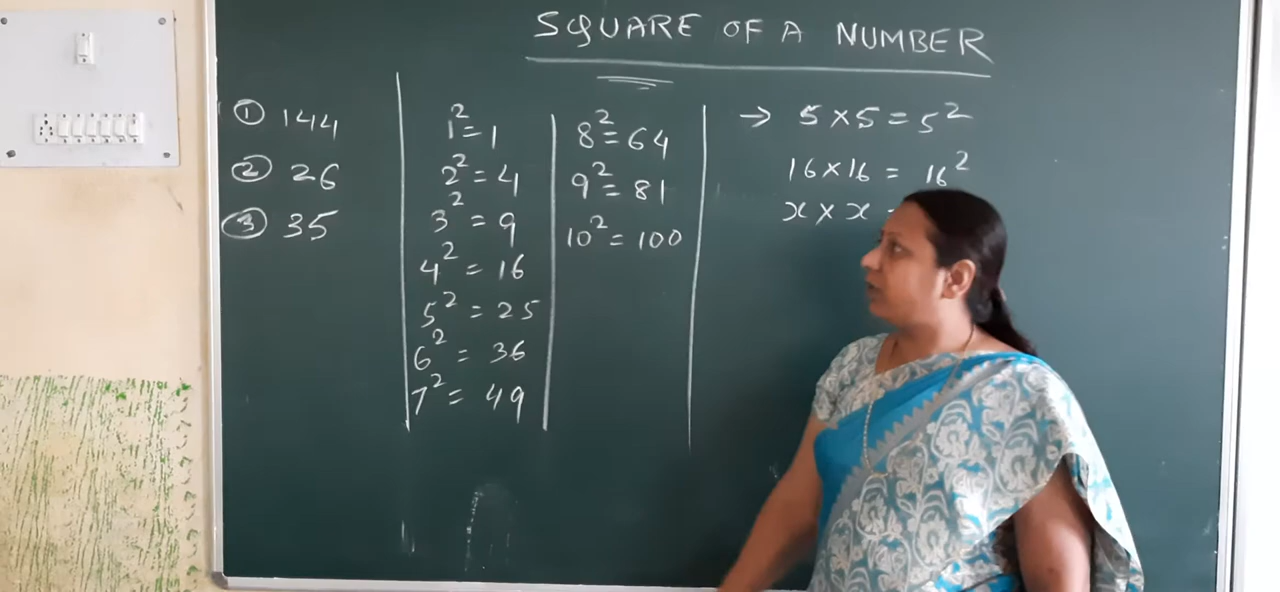 SQUARE OF A NUMBER
① 144
② 26
③ 35
1² = 1
2² = 4
3² = 9
4² = 16
5² = 25
6² = 36
7² = 49
8² = 64
9² = 81
10² = 100
→ 5 × 5 = 5²
16 × 16 = 16²
x × x =